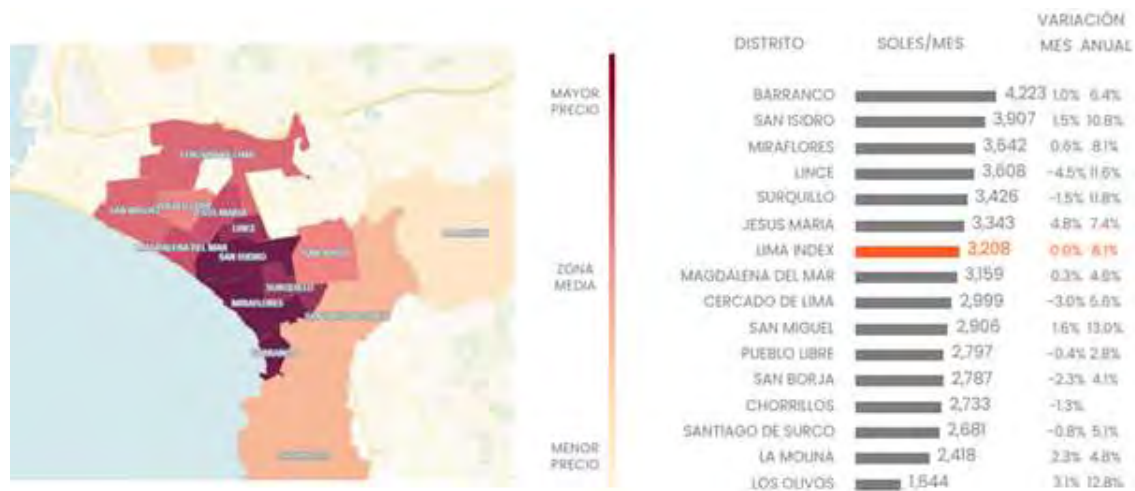 VARIACIÓN
DISTRITO SOLES/MES MES ANUAL
MAYOR PRECIO
ZONA MEDIA
MENOR PRECIO
BARRANCO 4,223 1.0% 6.4%
SAN ISIDRO 3,907 1.5% 10.8%
MIRAFLORES 3,642 0.6% 8.1%
LINCE 3,608 -4.5% 11.6%
SURQUILLO 3,426 -1.5% 11.8%
JESUS MARIA 3,343 4.8% 7.4%
LIMA INDEX 3,208 0.0% 8.1%
MAGDALENA DEL MAR 3,159 0.3% 4.6%
CERCADO DE LIMA 2,999 -3.0% 5.6%
SAN MIGUEL 2,906 1.6% 13.0%
PUEBLO LIBRE 2,797 -0.4% 2.8%
SAN BORJA 2,787 -2.3% 4.1%
CHORRILLOS 2,733 -1.3%
SANTIAGO DE SURCO 2,681 -0.8% 5.1%
LA MOLINA 2,418 2.3% 4.8%
LOS OLIVOS 1,644 3.1% 12.8%
SAN MIGUEL
JESUS MARIA
LINCE
MAGDALENA DEL MAR
SAN ISIDRO
SURQUILLO
MIRAFLORES
BARRANCO